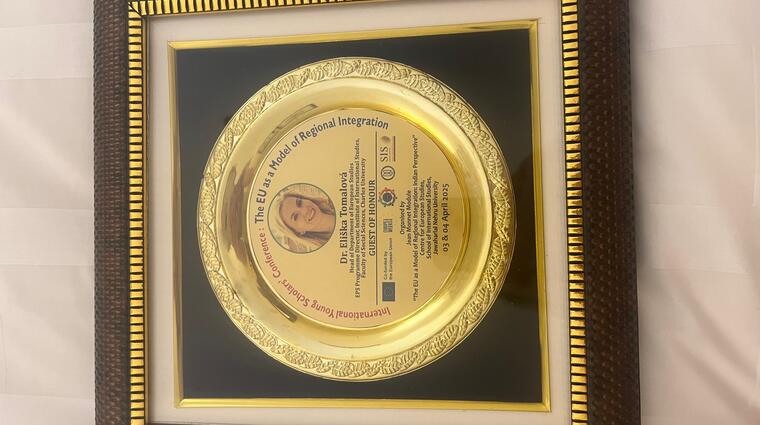 International Young Scholars' Conference : The EU as a Model of Regional Integration
Dr. Eliška Tomalová
Head of Department of European Studies
EPS Programme Director, Institute of International Studies,
Faculty of Social Sciences, Charles University
GUEST OF HONOUR
Co-funded by
the European Union
SIS
Organised by
Jean Monnet Module
"The EU as a Model of Regional Integration: Indian Perspective"
Centre for European Studies,
School of International Studies,
Jawaharlal Nehru University
03 & 04 April 2025